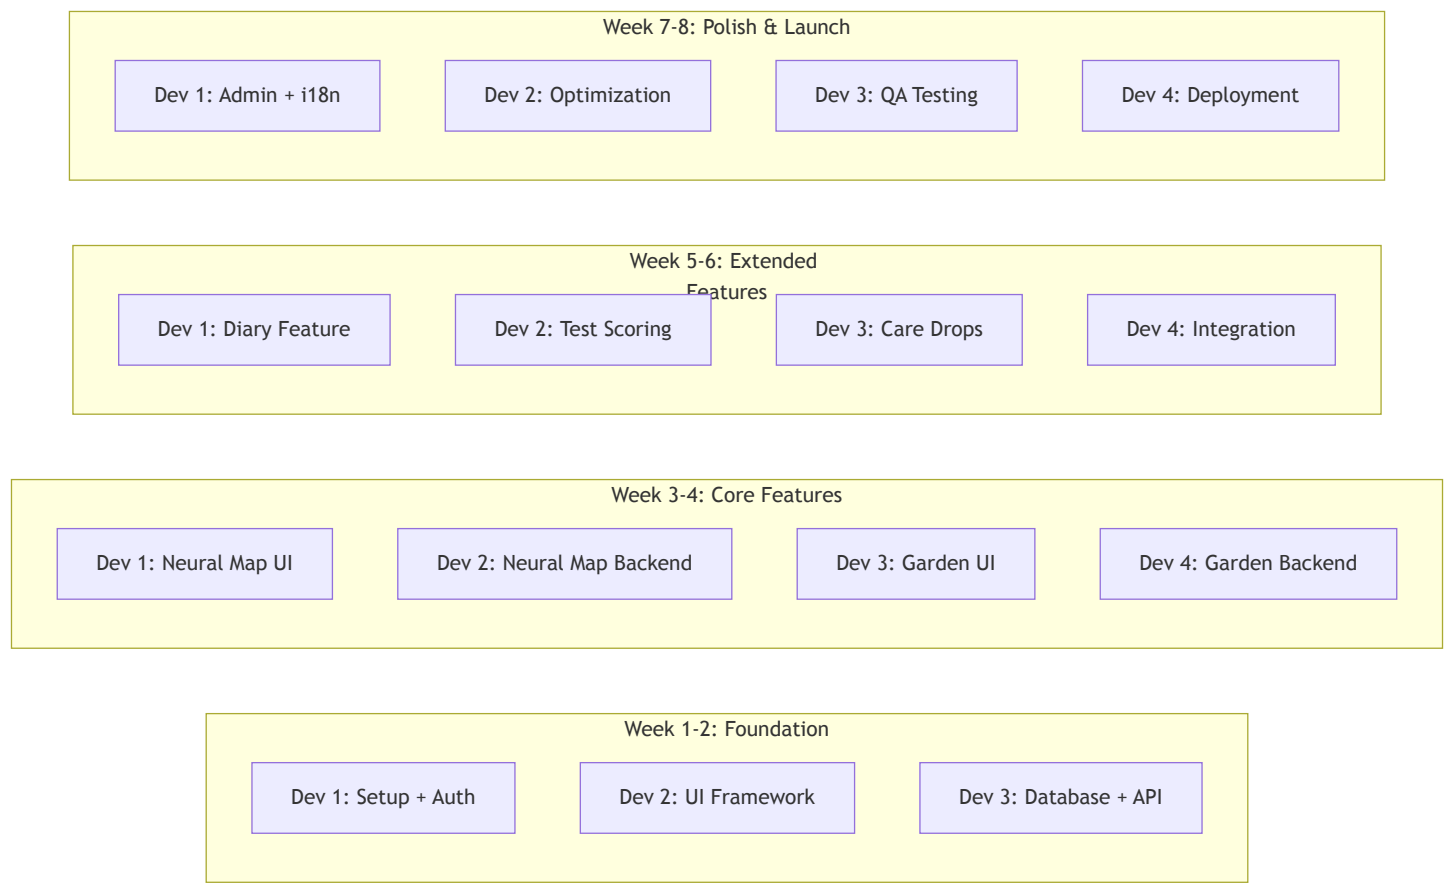 Week 7-8: Polish & Launch
Dev 1: Admin + i18n
Dev 2: Optimization
Dev 3: QA Testing
Dev 4: Deployment
Week 5-6: Extended
Features
Dev 1: Diary Feature
Dev 2: Test Scoring
Dev 3: Care Drops
Dev 4: Integration
Week 3-4: Core Features
Dev 1: Neural Map UI
Dev 2: Neural Map Backend
Dev 3: Garden UI
Dev 4: Garden Backend
Week 1-2: Foundation
Dev 1: Setup + Auth
Dev 2: UI Framework
Dev 3: Database + API